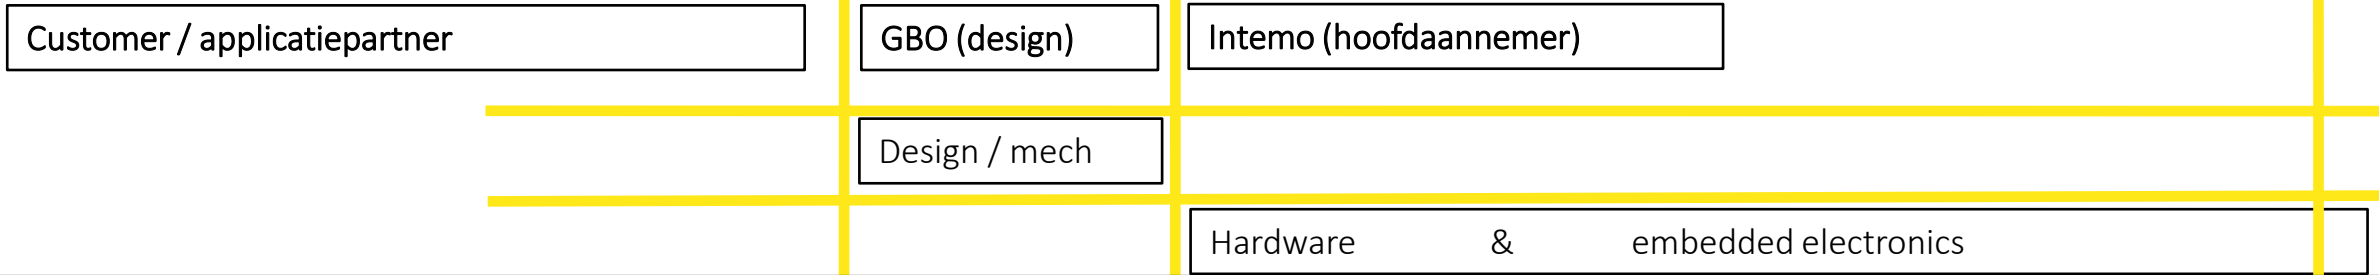 Customer / applicatiepartner
GBO (design)
Intemo (hoofdaannemer)
Design / mech
Hardware & embedded electronics